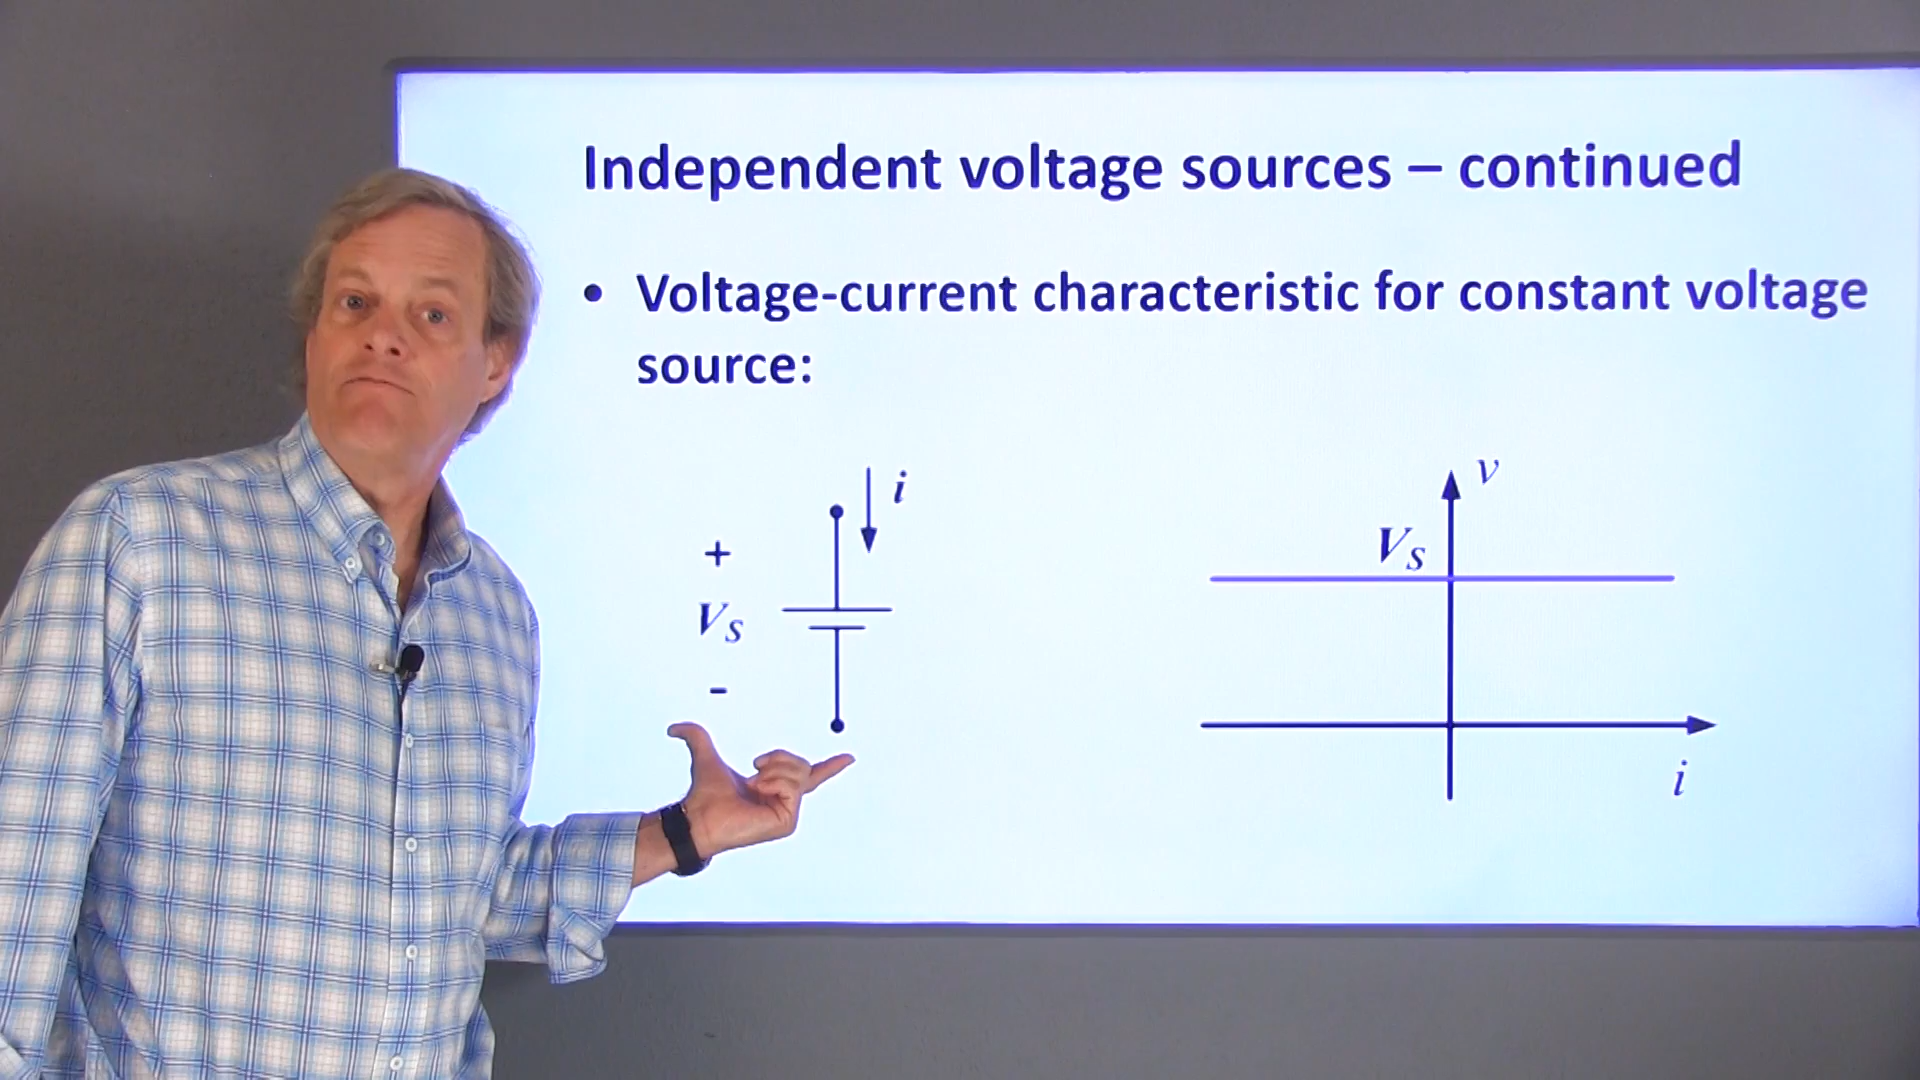 Independent voltage sources – continued
• Voltage-current characteristic for constant voltage
source:
i
+
VS
-
v
VS
i